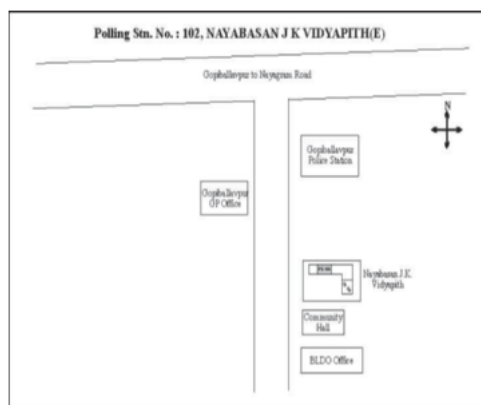 Polling Stn. No. : 102, NAYABASAN J K VIDYAPITH(E)
Gopiballavpur to Nayagram Road
N
Gopiballavpur
Police Station
Gopiballavpur
GP Office
Nayabasan J.K.
Vidyapith
Community
Hall
BLDO Office